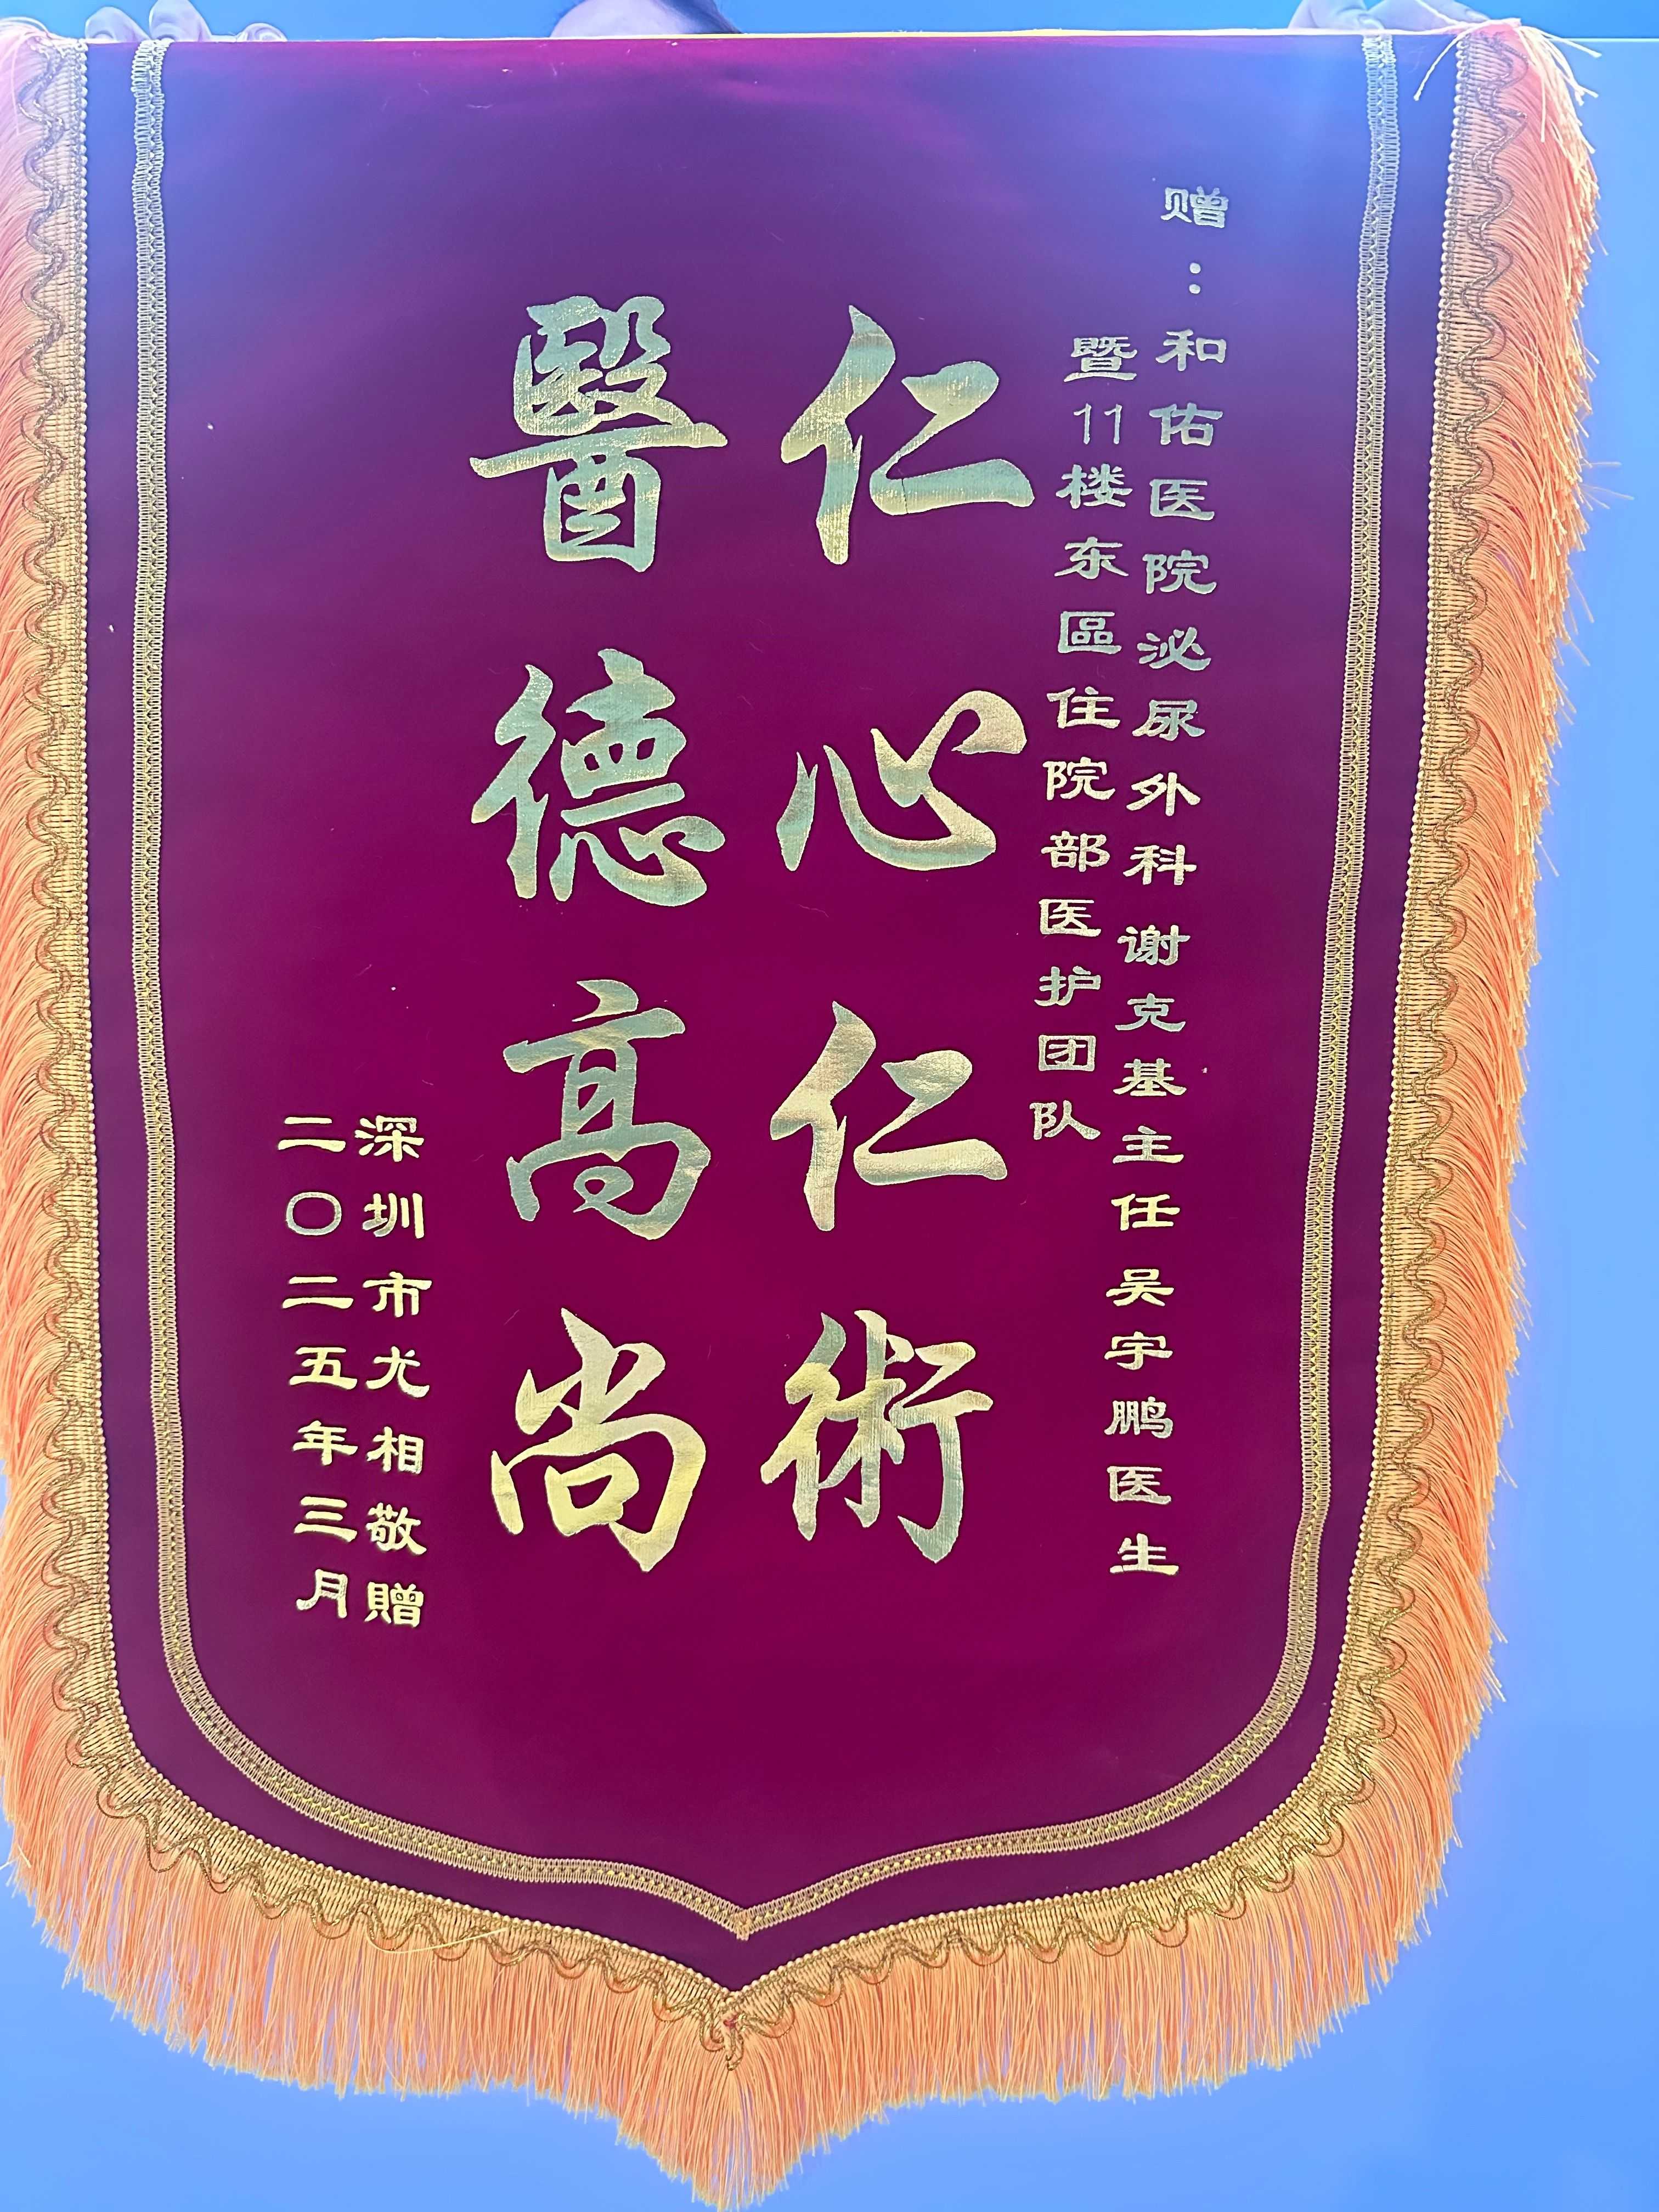 赠：和佑医院泌尿外科谢克基主任吴宇鹏医生
暨11楼东區住院部医护团队
仁心仁術
醫德高尚
深圳市尤相敬贈
二〇二五年三月